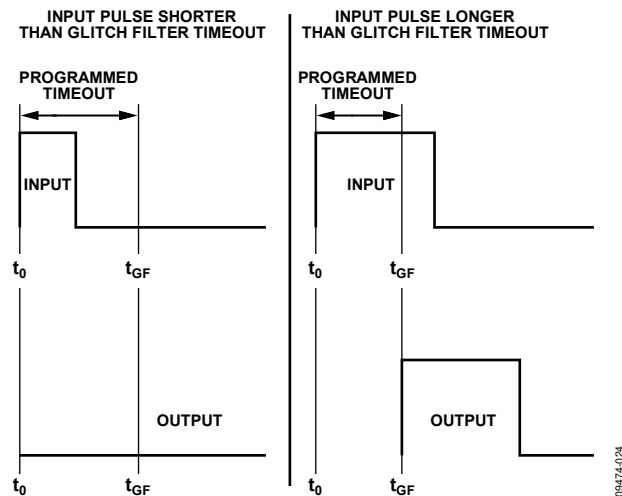 INPUT PULSE SHORTER
THAN GLITCH FILTER TIMEOUT
PROGRAMMED
TIMEOUT
INPUT
t0
tGF
OUTPUT
t0
tGF
INPUT PULSE LONGER
THAN GLITCH FILTER TIMEOUT
PROGRAMMED
TIMEOUT
INPUT
t0
tGF
OUTPUT
t0
tGF
09474-024